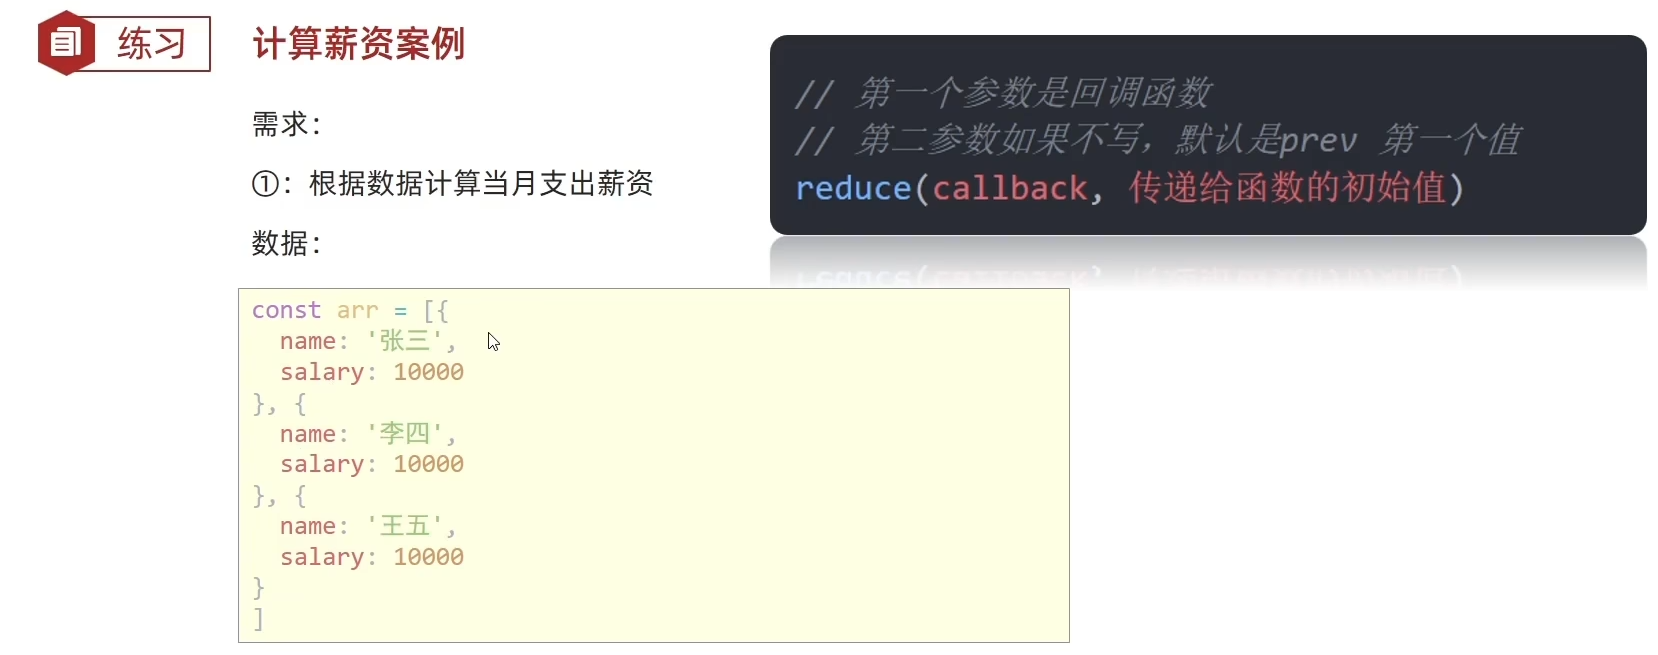 练习
计算薪资案例
需求：
①：根据数据计算当月支出薪资
数据：
// 第一个参数是回调函数
// 第二参数如果不写，默认是prev 第一个值
reduce(callback, 传递给函数的初始值)
const arr = [{
  name: '张三',
  salary: 10000
}, {
  name: '李四',
  salary: 10000
}, {
  name: '王五',
  salary: 10000
}
]